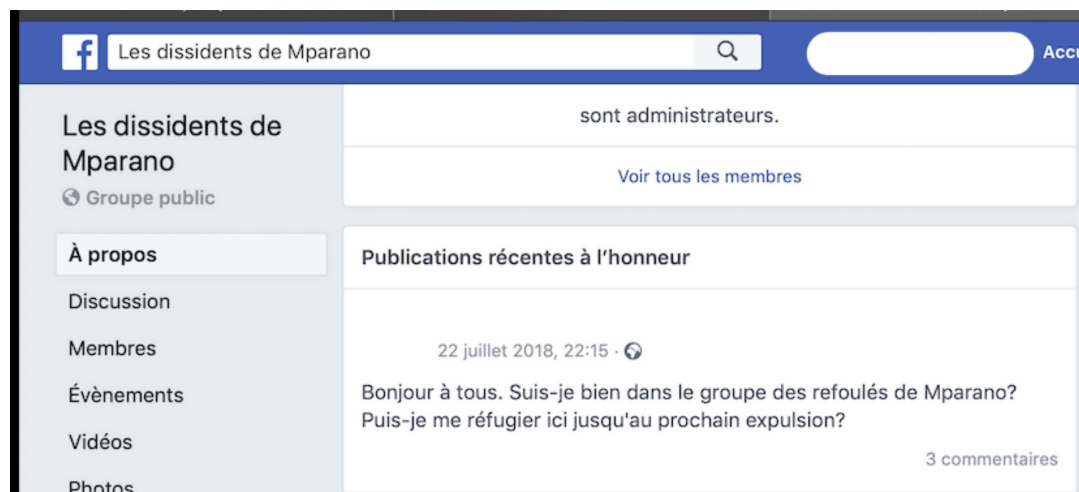 f
Les dissidents de Mparano
Les dissidents de
Mparano
Groupe public
À propos
Discussion
Membres
Évènements
Vidéos
Photos
sont administrateurs.
Voir tous les membres
Publications récentes à l’honneur
22 juillet 2018, 22:15 ·
Bonjour à tous. Suis-je bien dans le groupe des refoulés de Mparano?
Puis-je me réfugier ici jusqu'au prochain expulsion?
3 commentaires